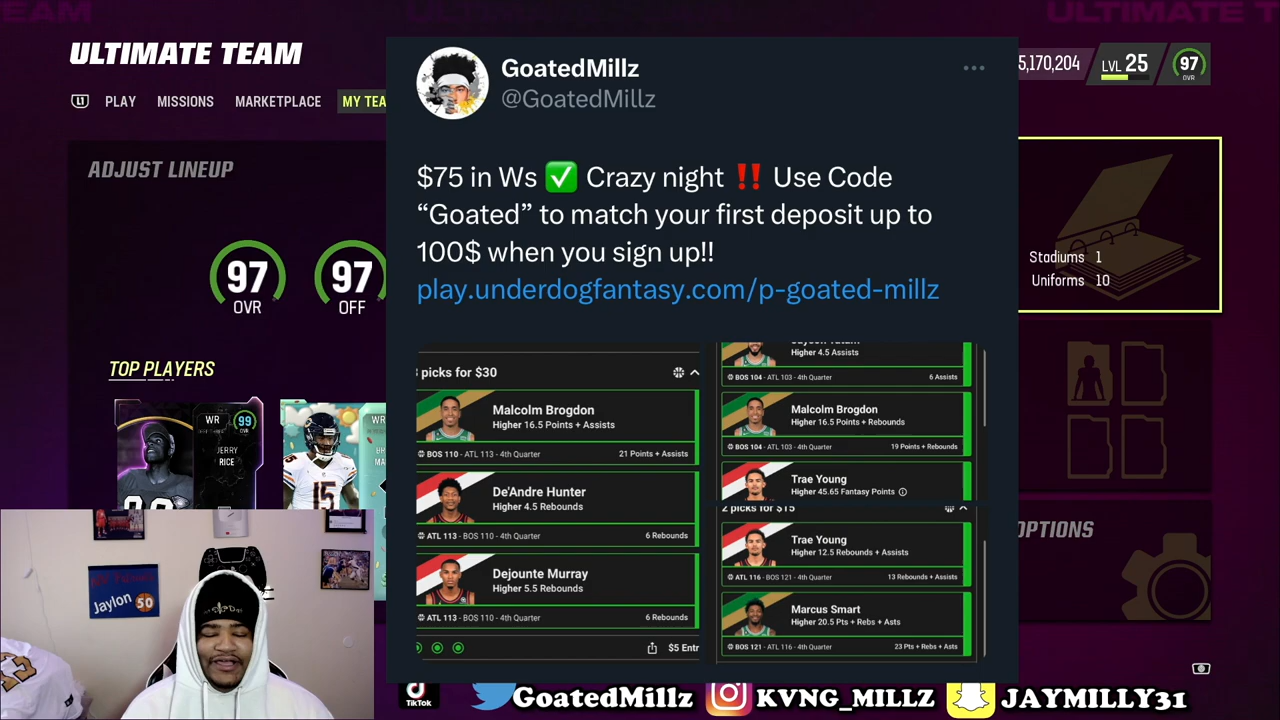 ULTIMATE TEAM
5,170,204
LVL 25
97
OVR
L1
PLAY
MISSIONS
MARKETPLACE
MY TEA
ADJUST LINEUP
97
OVR
97
OFF
TOP PLAYERS
WR
99
JERRY
RICE
WR
15
GoatedMillz
@GoatedMillz
$75 in Ws ✅ Crazy night ‼️ Use Code
“Goated” to match your first deposit up to
100$ when you sign up!!
play.underdogfantasy.com/p-goated-millz
picks for $30
Malcolm Brogdon
Higher 16.5 Points + Assists
BOS 110 - ATL 113 - 4th Quarter
21 Points + Assists
De'Andre Hunter
Higher 4.5 Rebounds
ATL 113 - BOS 110 - 4th Quarter
6 Rebounds
Dejounte Murray
Higher 5.5 Rebounds
ATL 113 - BOS 110 - 4th Quarter
6 Rebounds
$5 Entr
Higher 4.5 Assists
BOS 104 - ATL 103 - 4th Quarter
6 Assists
Malcolm Brogdon
Higher 16.5 Points + Rebounds
BOS 104 - ATL 103 - 4th Quarter
19 Points + Rebounds
Trae Young
Higher 45.65 Fantasy Points
2 picks for $15
Trae Young
Higher 12.5 Rebounds + Assists
ATL 116 - BOS 121 - 4th Quarter
13 Rebounds + Assists
Marcus Smart
Higher 20.5 Pts + Rebs + Asts
BOS 121 - ATL 116 - 4th Quarter
23 Pts + Rebs + Asts
Stadiums 1
Uniforms 10
OPTIONS
Jaylon 50
TikTok
GoatedMillz
KVNG_MILLZ
JAYMILLY31